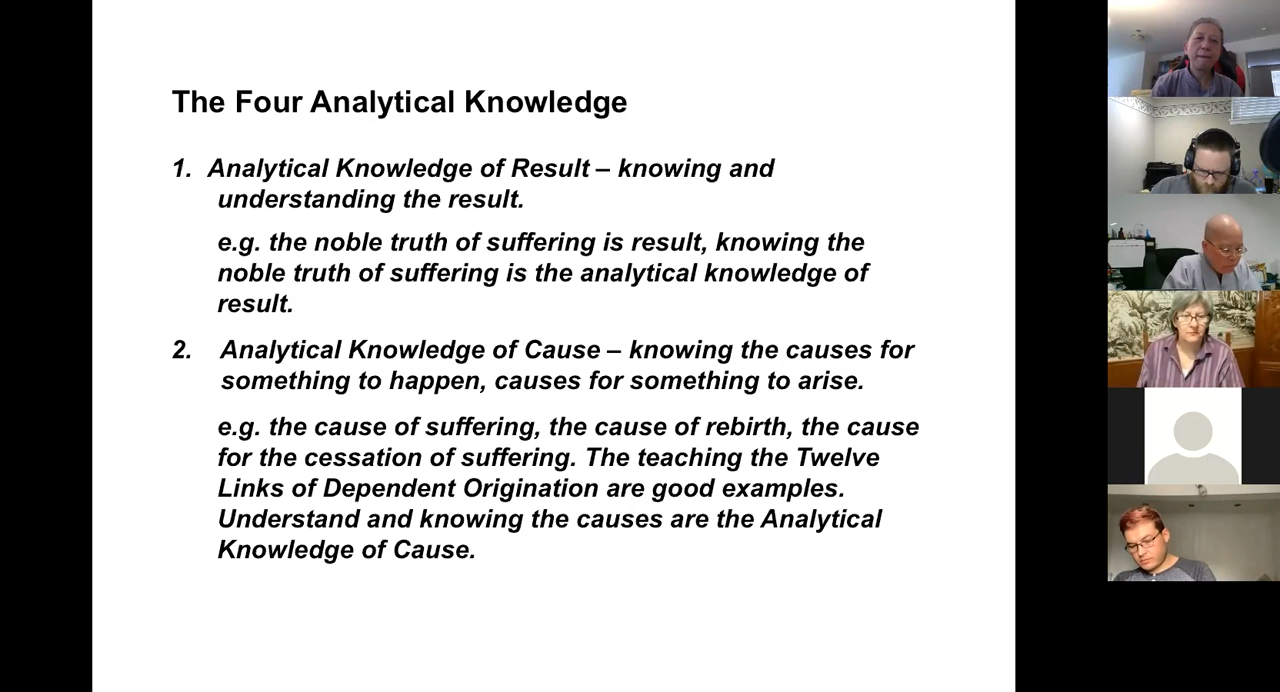 The Four Analytical Knowledge
1. Analytical Knowledge of Result – knowing and
understanding the result.
e.g. the noble truth of suffering is result, knowing the
noble truth of suffering is the analytical knowledge of
result.
2. Analytical Knowledge of Cause – knowing the causes for
something to happen, causes for something to arise.
e.g. the cause of suffering, the cause of rebirth, the cause
for the cessation of suffering. The teaching the Twelve
Links of Dependent Origination are good examples.
Understand and knowing the causes are the Analytical
Knowledge of Cause.